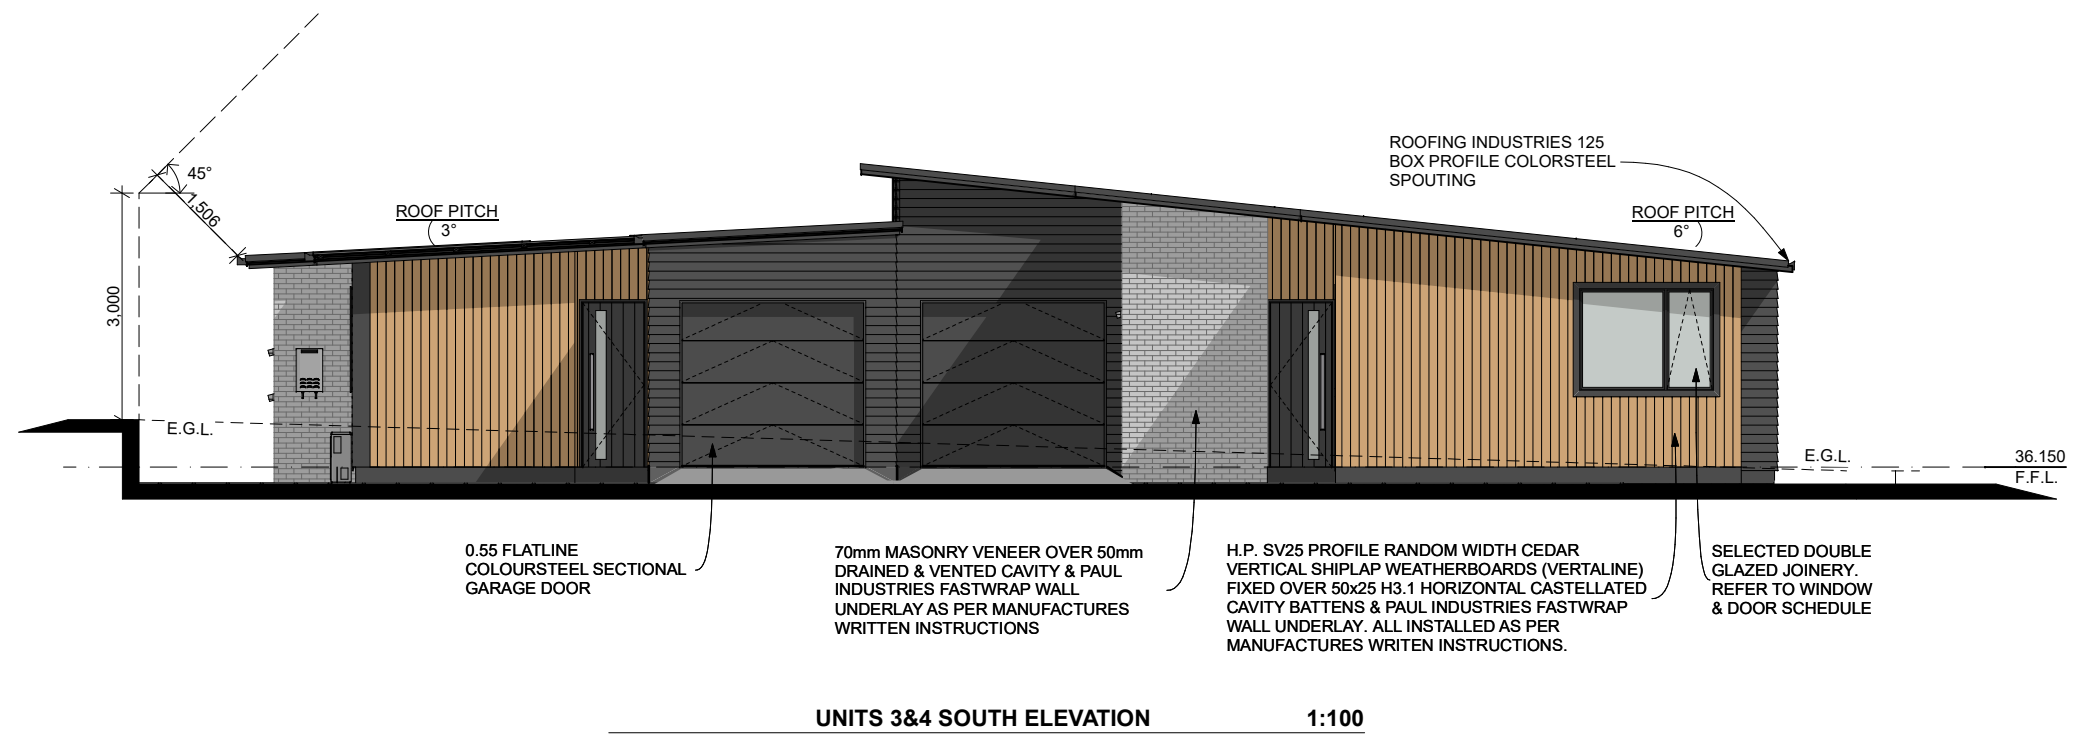 ROOFING INDUSTRIES 125
BOX PROFILE COLORSTEEL
SPOUTING
45°
1,506
ROOF PITCH
3°
ROOF PITCH
6°
3,000
E.G.L.
E.G.L.
36.150
F.F.L.
0.55 FLATLINE
COLOURSTEEL SECTIONAL
GARAGE DOOR
70mm MASONRY VENEER OVER 50mm
DRAINED & VENTED CAVITY & PAUL
INDUSTRIES FASTWRAP WALL
UNDERLAY AS PER MANUFACTURES
WRITTEN INSTRUCTIONS
H.P. SV25 PROFILE RANDOM WIDTH CEDAR
VERTICAL SHIPLAP WEATHERBOARDS (VERTALINE)
FIXED OVER 50x25 H3.1 HORIZONTAL CASTELLATED
CAVITY BATTENS & PAUL INDUSTRIES FASTWRAP
WALL UNDERLAY. ALL INSTALLED AS PER
MANUFACTURES WRITEN INSTRUCTIONS.
SELECTED DOUBLE
GLAZED JOINERY.
REFER TO WINDOW
& DOOR SCHEDULE
UNITS 3&4 SOUTH ELEVATION 1:100